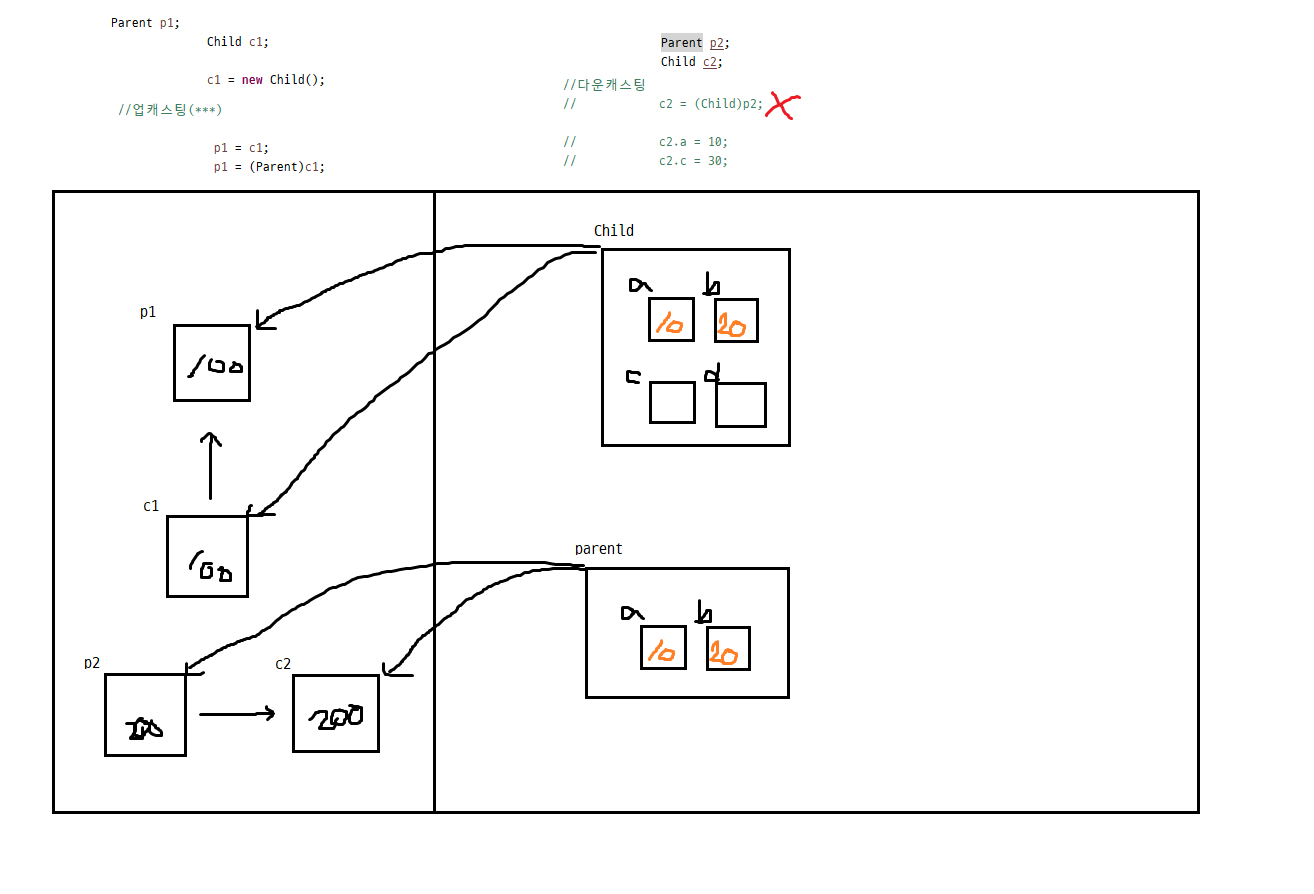 Parent p1;
Child c1;
c1 = new Child();
//업캐스팅(***)
p1 = c1;
p1 = (Parent)c1;
Parent p2;
Child c2;
//다운캐스팅
// c2 = (Child)p2;
// c2.a = 10;
// c2.c = 30;
Child
a b
10 20
c d
p1
100
c1
100
parent
a b
10 20
p2 c2
200 200